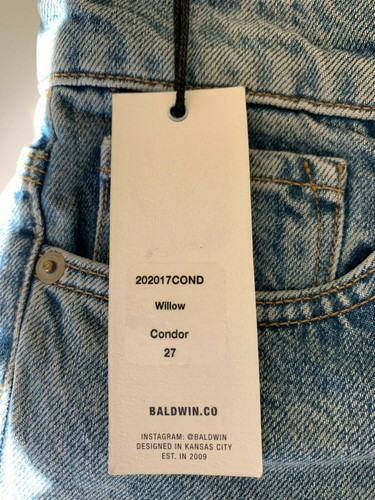 202017COND
Willow
Condor
27
BALDWIN.CO
INSTAGRAM: @BALDWIN
DESIGNED IN KANSAS CITY
EST. IN 2009